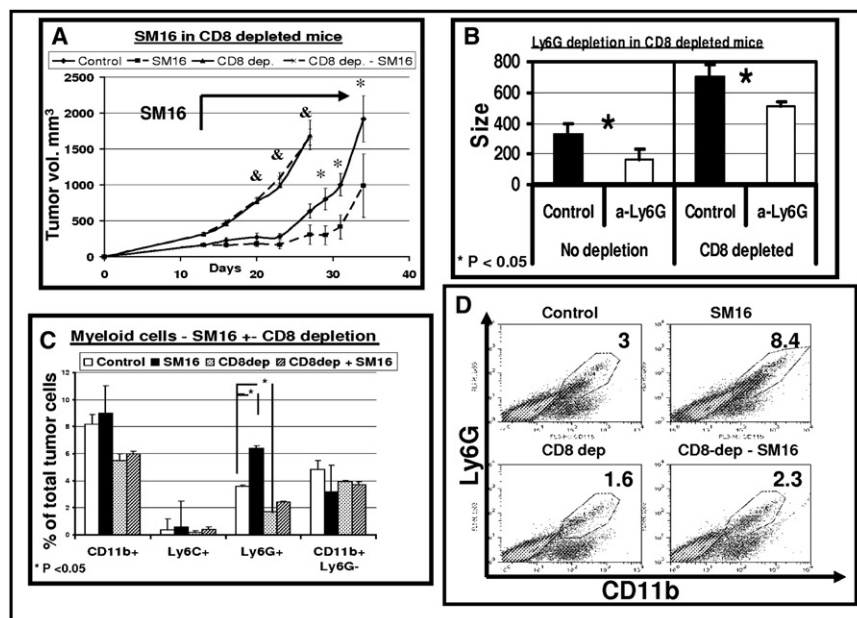 A
SM16 in CD8 depleted mice
Control SM16 CD8 dep. CD8 dep. - SM16
Tumor vol. mm³
2500
2000
1500
1000
500
0
SM16
& & &
* * * *
0 10 20 30 40
Days
B
Ly6G depletion in CD8 depleted mice
Size
800
600
400
200
0
* *
Control a-Ly6G Control a-Ly6G
No depletion CD8 depleted
* P < 0.05
C
Myeloid cells - SM16 +- CD8 depletion
Control SM16 CD8dep CD8dep + SM16
% of total tumor cells
12
10
8
6
4
2
0
* *
CD11b+ Ly6C+ Ly6G+ CD11b+
Ly6G-
* P <0.05
D
Control SM16
3 8.4
CD8 dep CD8-dep - SM16
1.6 2.3
Ly6G
CD11b